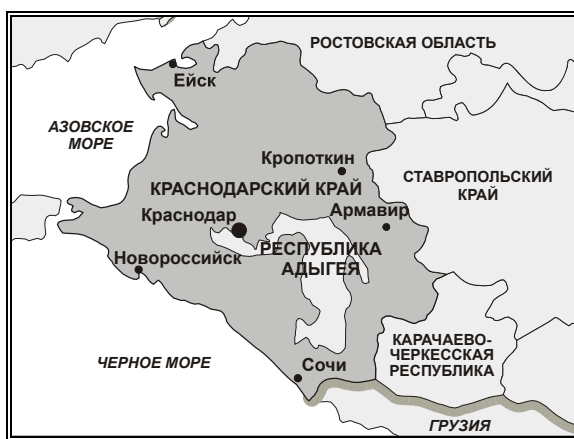 РОСТОВСКАЯ ОБЛАСТЬ
Ейск
АЗОВСКОЕ
МОРЕ
Кропоткин
СТАВРОПОЛЬСКИЙ
КРАЙ
КРАСНОДАРСКИЙ КРАЙ
Краснодар
Армавир
РЕСПУБЛИКА
АДЫГЕЯ
Новороссийск
КАРАЧАЕВО-
ЧЕРКЕССКАЯ
РЕСПУБЛИКА
ЧЕРНОЕ МОРЕ
Сочи
ГРУЗИЯ